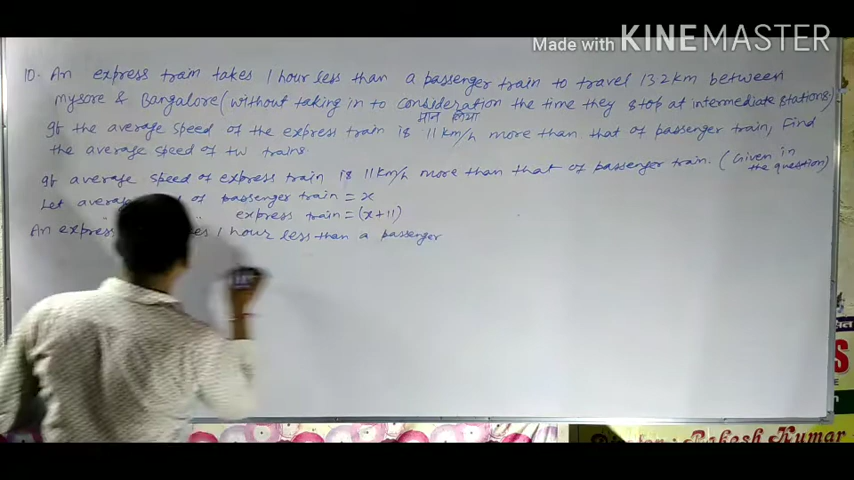 Made with KINEMASTER
10. An express train takes 1 hour less than a passenger train to travel 132 km between
Mysore & Bangalore (without taking in to consideration the time they stop at intermediate stations)
मान लिया
If the average speed of the express train is 11 km/h more than that of passenger train, Find
the average speed of tw trains.
If average speed of express train is 11 km/h more than that of passenger train. (Given in
the question)
Let average of passenger train = x
" express train = (x+11)
An express es 1 hour less than a passenger
Rakesh Kumar